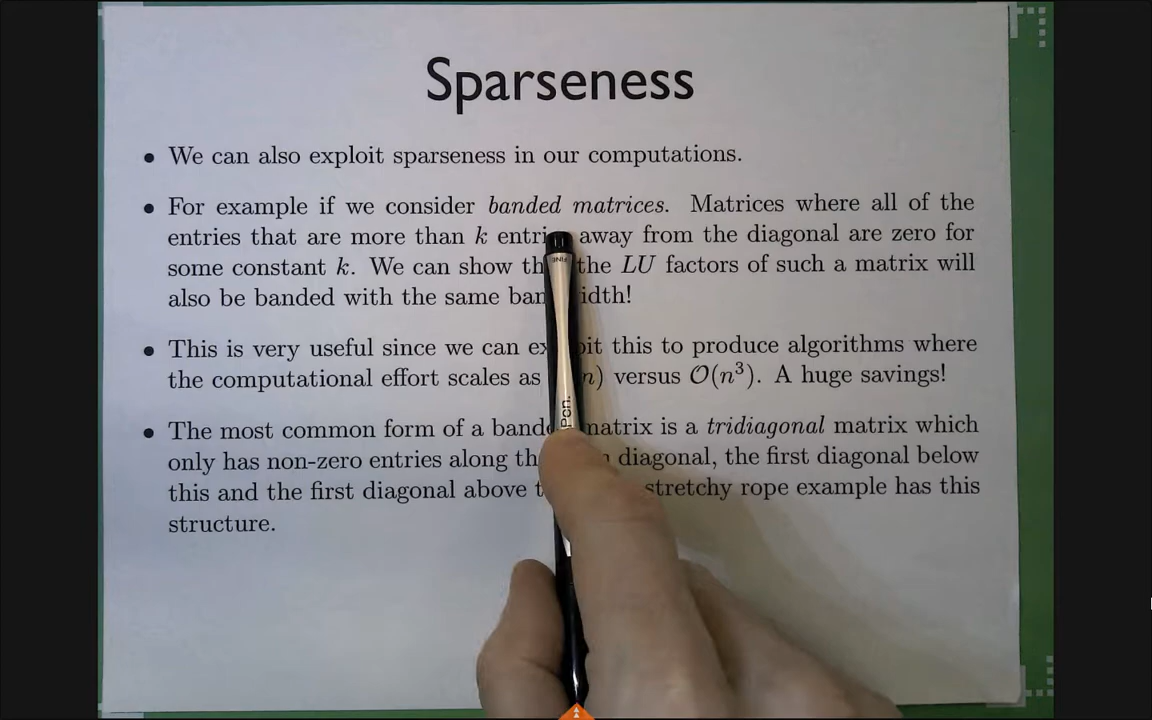 Sparseness
• We can also exploit sparseness in our computations.
• For example if we consider banded matrices. Matrices where all of the
entries that are more than k away from the diagonal are zero for
some constant k. We can show the LU factors of such a matrix will
also be banded with the same
• This is very useful since we can this to produce algorithms where
the computational effort scales as versus O(n³). A huge savings!
• The most common form of a matrix is a tridiagonal matrix which
only has non-zero entries along diagonal, the first diagonal below
this and the first diagonal above stretchy rope example has this
structure.
FINE
Pen.